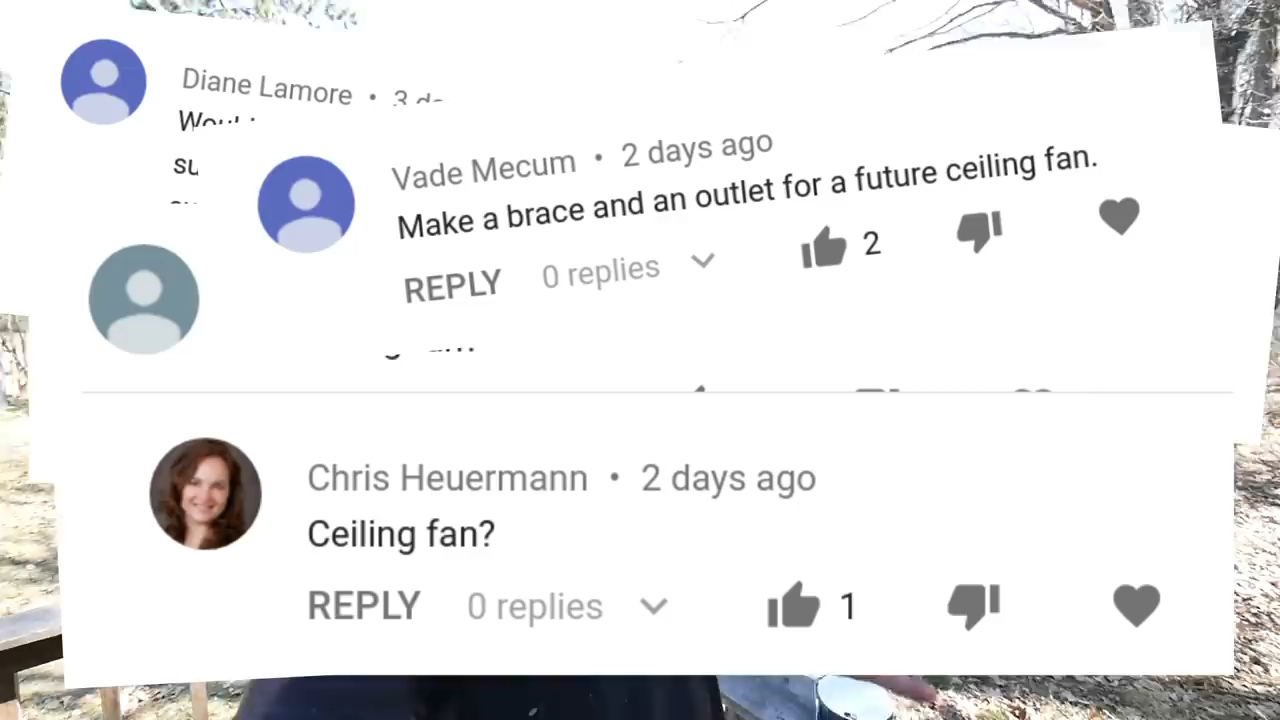 Diane Lamore •
su
Vade Mecum • 2 days ago
Make a brace and an outlet for a future ceiling fan.
REPLY 0 replies 2
Chris Heuermann • 2 days ago
Ceiling fan?
REPLY 0 replies 1